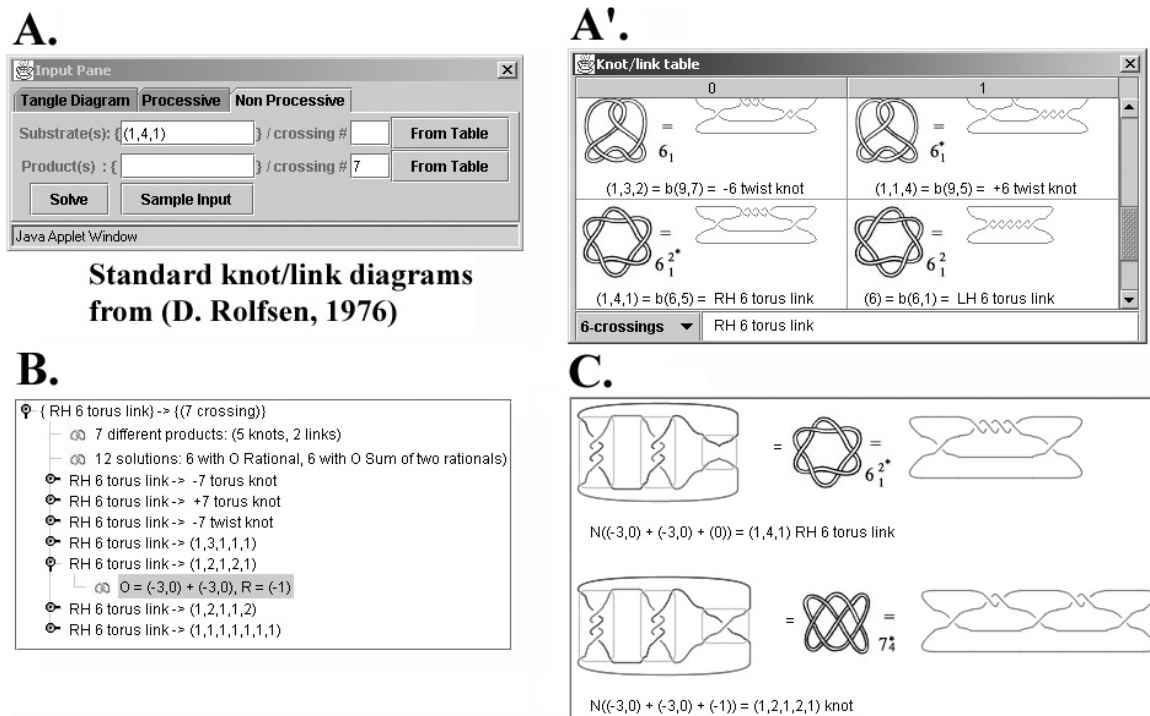 A.
Input Pane
Tangle Diagram Processive Non Processive
Substrate(s): { (1,4,1) } / crossing # From Table
Product(s) : { } / crossing # 7 From Table
Solve Sample Input
Java Applet Window
Standard knot/link diagrams
from (D. Rolfsen, 1976)
A'.
Knot/link table
0 1
= 6₁
= 6₁*
(1,3,2) = b(9,7) = -6 twist knot
(1,1,4) = b(9,5) = +6 twist knot
= 6₁²*
= 6₁²
(1,4,1) = b(6,5) = RH 6 torus link
(6) = b(6,1) = LH 6 torus link
6-crossings RH 6 torus link
B.
{ RH 6 torus link} -> {(7 crossing)}
7 different products: (5 knots, 2 links)
12 solutions: 6 with O Rational, 6 with O Sum of two rationals)
RH 6 torus link -> -7 torus knot
RH 6 torus link -> +7 torus knot
RH 6 torus link -> -7 twist knot
RH 6 torus link -> (1,3,1,1,1)
RH 6 torus link -> (1,2,1,2,1)
O = (-3,0) + (-3,0), R = (-1)
RH 6 torus link -> (1,2,1,1,2)
RH 6 torus link -> (1,1,1,1,1,1,1)
C.
= 6₁²* =
N((-3,0) + (-3,0) + (0)) = (1,4,1) RH 6 torus link
= 7₄* =
N((-3,0) + (-3,0) + (-1)) = (1,2,1,2,1) knot